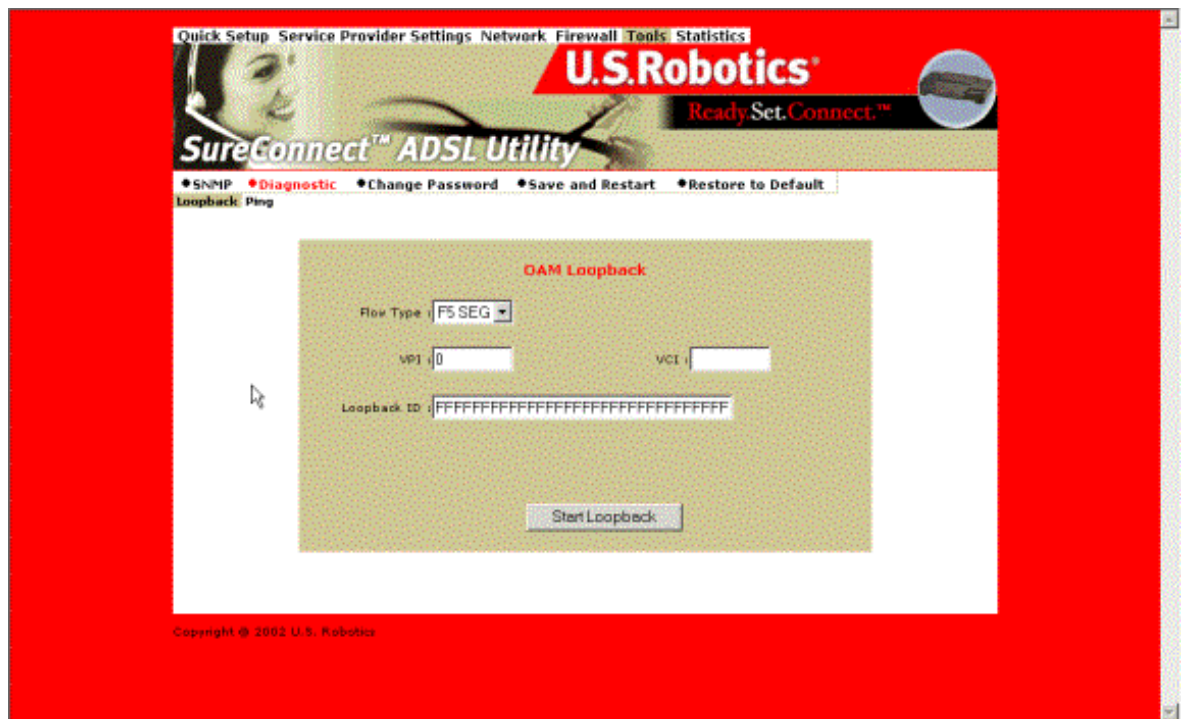 Quick Setup Service Provider Settings Network Firewall Tools Statistics
U.S.Robotics®
Ready.Set.Connect.™
SureConnect™ ADSL Utility
SNMP Diagnostic Change Password Save and Restart Restore to Default
Loopback Ping
OAM Loopback
Flow Type : F5 SEG
VPI : 0 VCI :
Loopback ID : FFFFFFFFFFFFFFFFFFFFFFFFFFFFFFFF
Start Loopback
Copyright @ 2002 U.S. Robotics